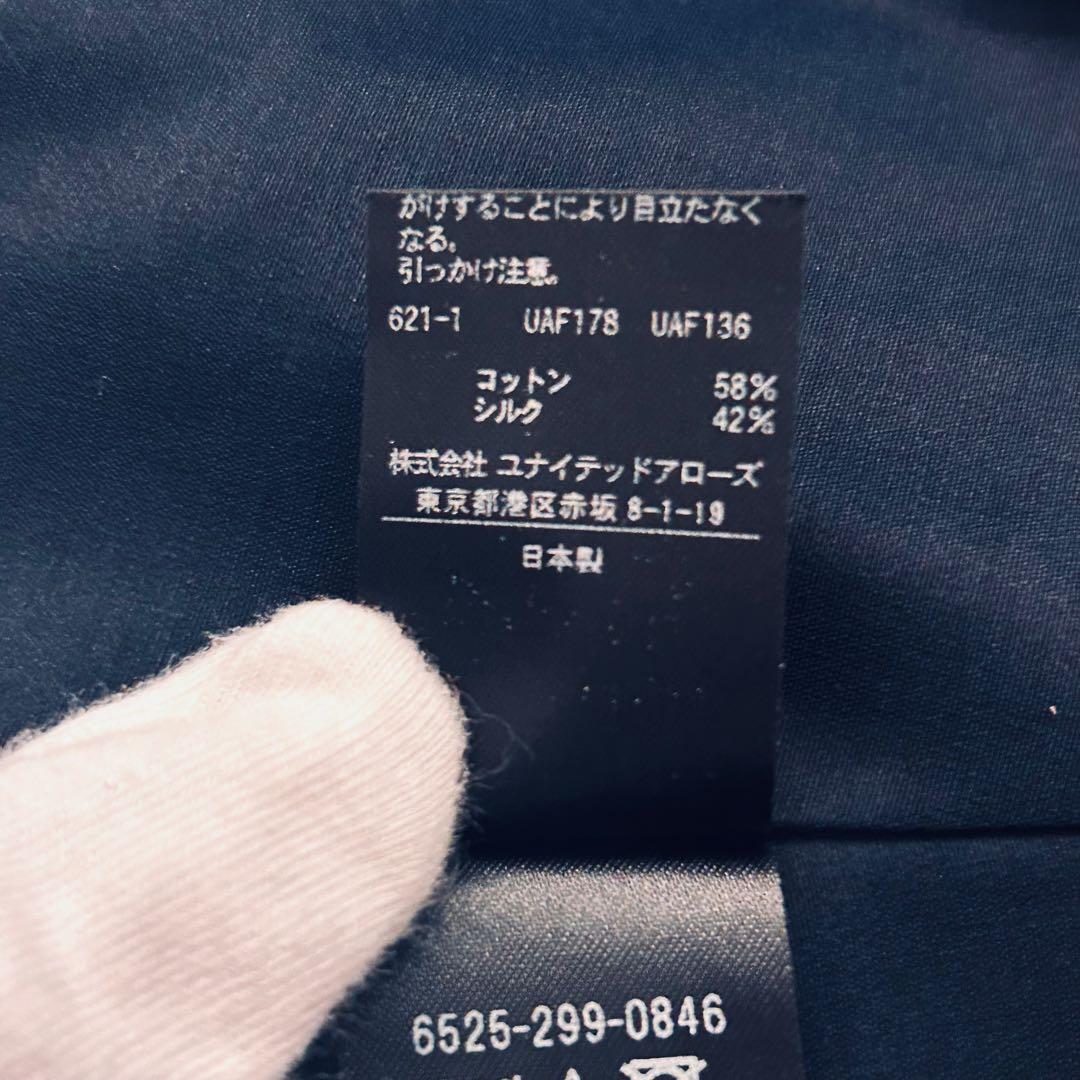 がけすることにより目立たなく
なる。
引っかけ注意。
621-1 UAF178 UAF136
コットン 58%
シルク 42%
株式会社 ユナイテッドアローズ
東京都港区赤坂 8-1-19
日本製
6525-299-0846